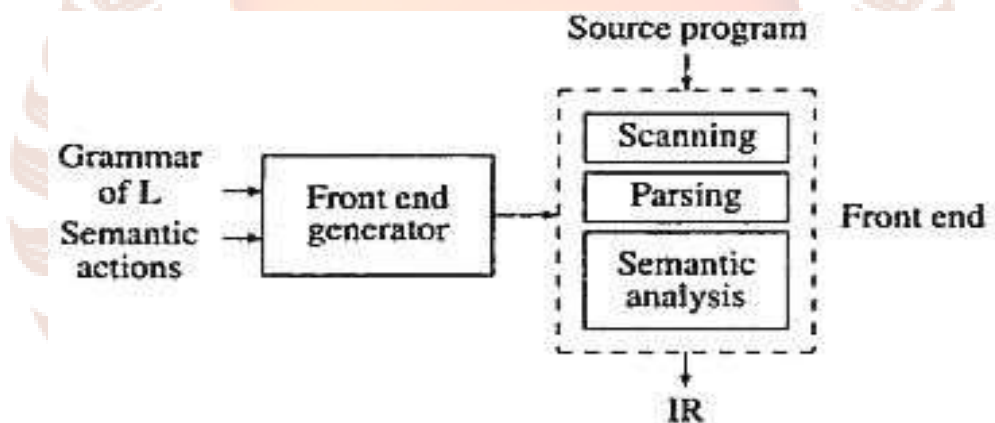 Source program
Scanning
Parsing
Semantic
analysis
Front end
Grammar
of L
Semantic
actions
Front end
generator
IR